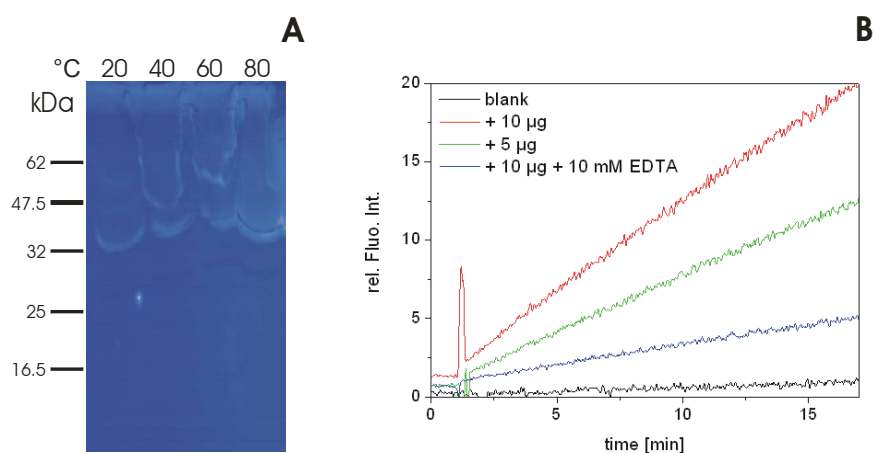 A
°C 20 40 60 80
kDa
62
47.5
32
25
16.5
B
20
15
10
5
0
rel. Fluo. Int.
blank
+ 10 µg
+ 5 µg
+ 10 µg + 10 mM EDTA
0 5 10 15
time [min]